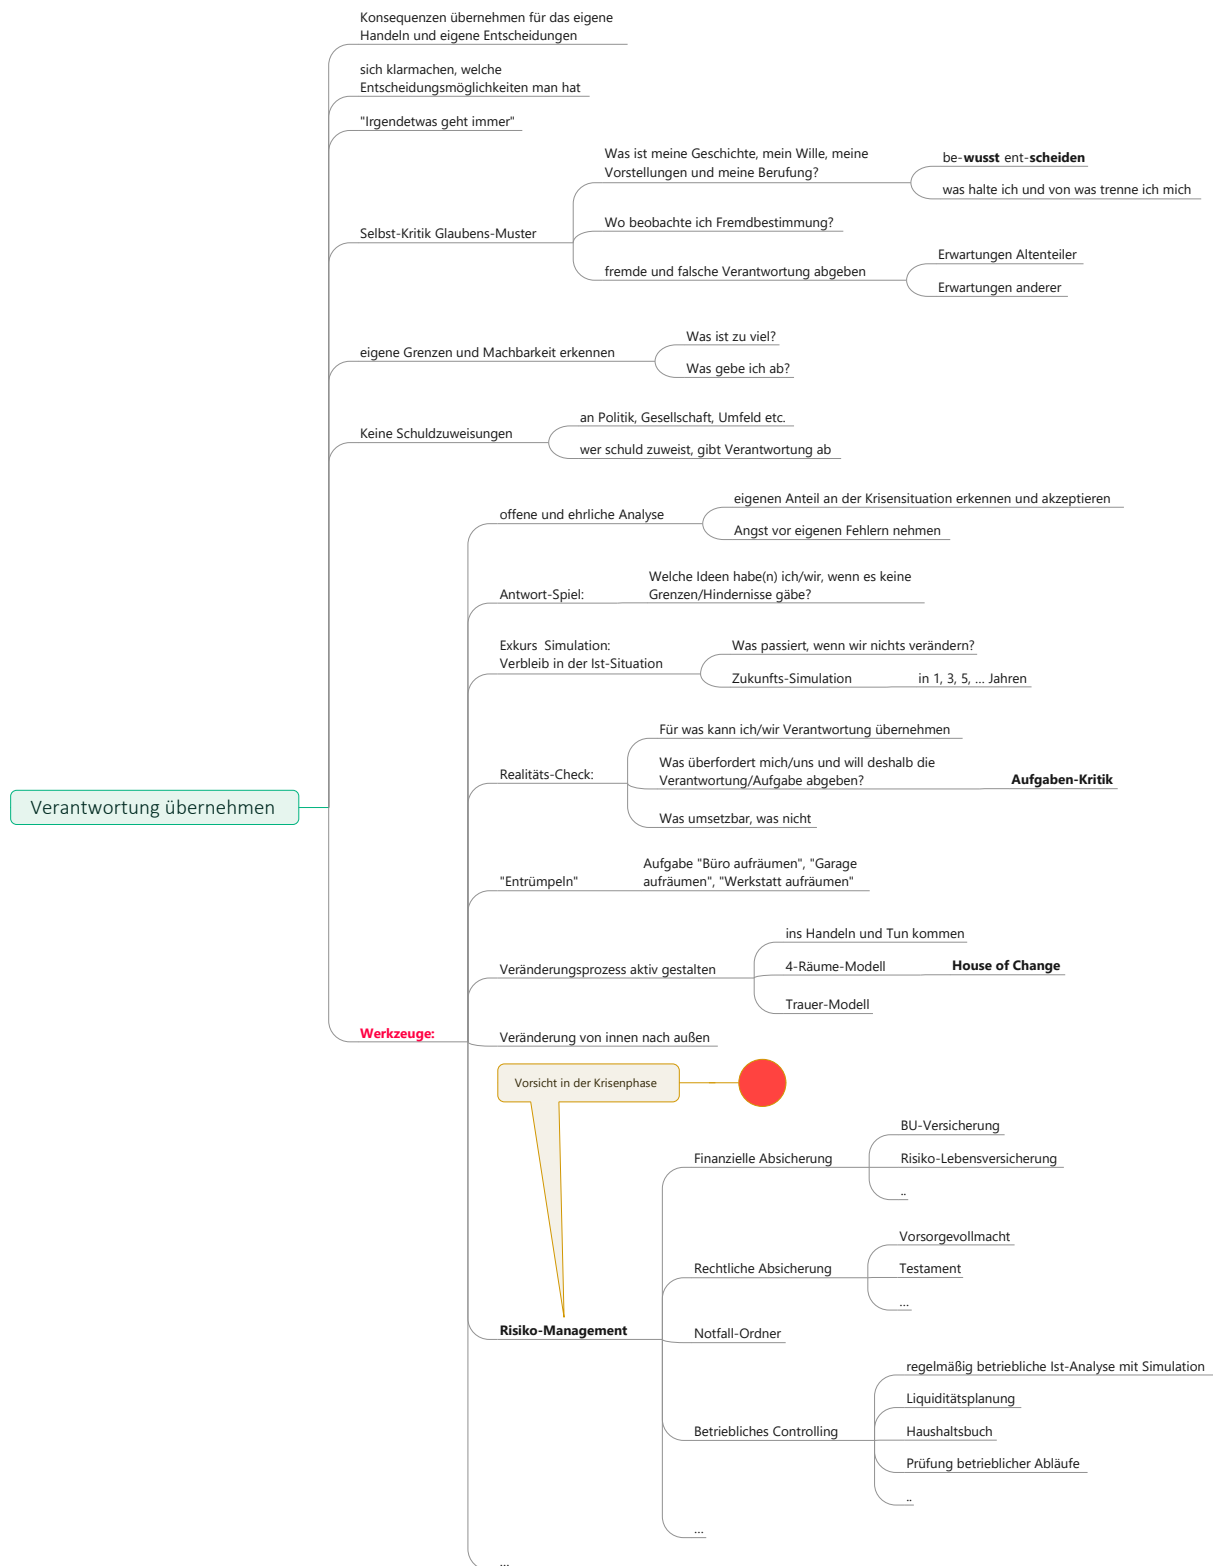 Konsequenzen übernehmen für das eigene
Handeln und eigene Entscheidungen
sich klarmachen, welche
Entscheidungsmöglichkeiten man hat
"Irgendetwas geht immer"
Selbst-Kritik Glaubens-Muster
Was ist meine Geschichte, mein Wille, meine
Vorstellungen und meine Berufung?
be-wusst ent-scheiden
was halte ich und von was trenne ich mich
Wo beobachte ich Fremdbestimmung?
fremde und falsche Verantwortung abgeben
Erwartungen Altenteiler
Erwartungen anderer
eigene Grenzen und Machbarkeit erkennen
Was ist zu viel?
Was gebe ich ab?
Keine Schuldzuweisungen
an Politik, Gesellschaft, Umfeld etc.
wer schuld zuweist, gibt Verantwortung ab
Verantwortung übernehmen
Werkzeuge:
offene und ehrliche Analyse
eigenen Anteil an der Krisensituation erkennen und akzeptieren
Angst vor eigenen Fehlern nehmen
Antwort-Spiel:
Welche Ideen habe(n) ich/wir, wenn es keine
Grenzen/Hindernisse gäbe?
Exkurs  Simulation:
Verbleib in der Ist-Situation
Was passiert, wenn wir nichts verändern?
Zukunfts-Simulation
in 1, 3, 5, ... Jahren
Realitäts-Check:
Für was kann ich/wir Verantwortung übernehmen
Was überfordert mich/uns und will deshalb die
Verantwortung/Aufgabe abgeben?
Aufgaben-Kritik
Was umsetzbar, was nicht
"Entrümpeln"
Aufgabe "Büro aufräumen", "Garage
aufräumen", "Werkstatt aufräumen"
Veränderungsprozess aktiv gestalten
ins Handeln und Tun kommen
4-Räume-Modell
House of Change
Trauer-Modell
Veränderung von innen nach außen
Vorsicht in der Krisenphase
Risiko-Management
Finanzielle Absicherung
BU-Versicherung
Risiko-Lebensversicherung
..
Rechtliche Absicherung
Vorsorgevollmacht
Testament
...
Notfall-Ordner
Betriebliches Controlling
regelmäßig betriebliche Ist-Analyse mit Simulation
Liquiditätsplanung
Haushaltsbuch
Prüfung betrieblicher Abläufe
..
...
...